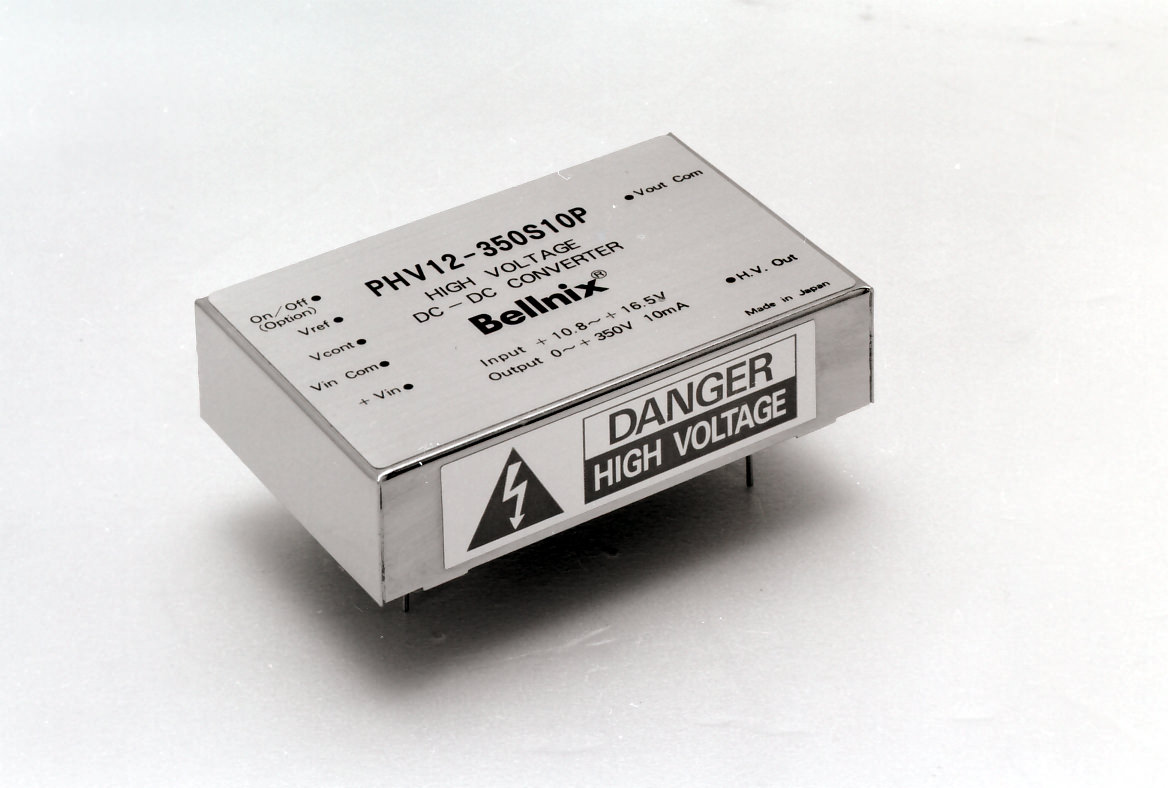 PHV12-350S10P
HIGH VOLTAGE
DC-DC CONVERTER
Bellnix®
Input +10.8～+16.5V
Output 0～+350V 10mA
On/Off●
(Option)
Vref●
Vcont●
Vin Com●
+Vin●
●Vout Com
●H.V. Out
Made in Japan
DANGER
HIGH VOLTAGE